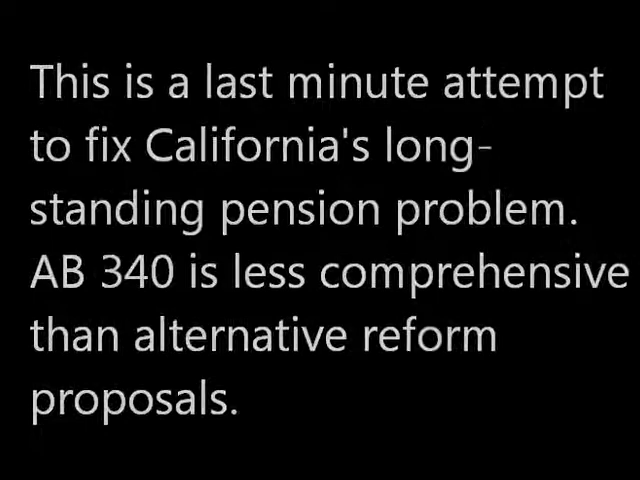 This is a last minute attempt
to fix California's long-
standing pension problem.
AB 340 is less comprehensive
than alternative reform
proposals.